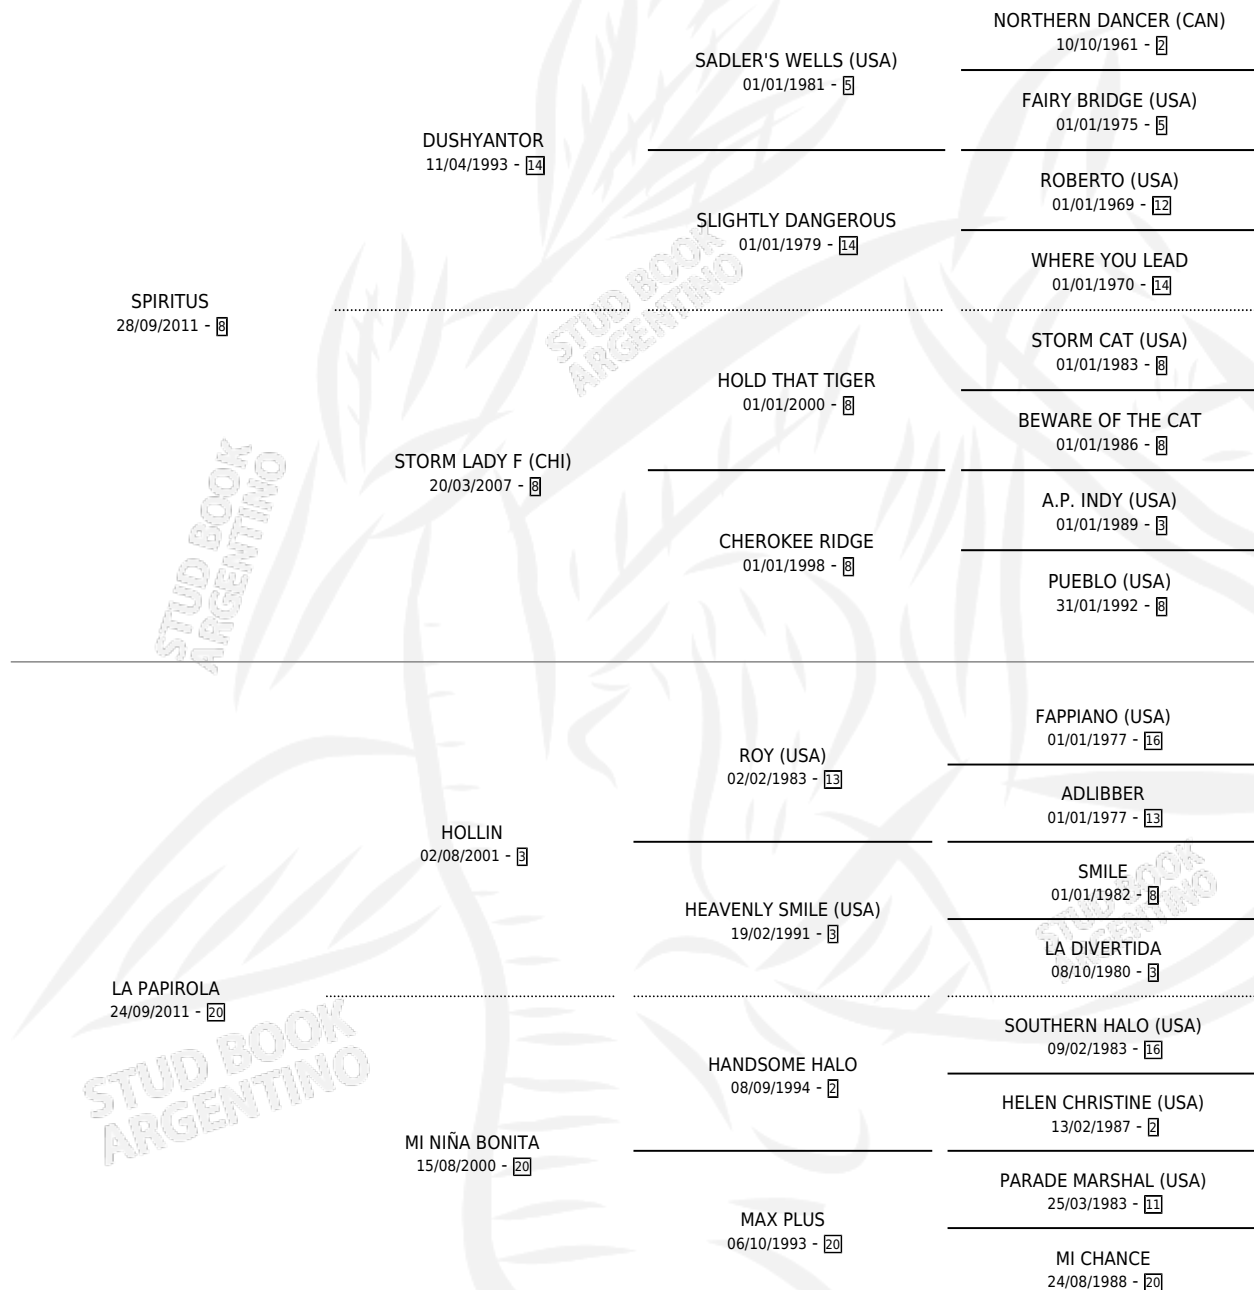 NORTHERN DANCER (CAN)
10/10/1961 - 2
SADLER'S WELLS (USA)
01/01/1981 - 5
FAIRY BRIDGE (USA)
01/01/1975 - 5
DUSHYANTOR
11/04/1993 - 14
ROBERTO (USA)
01/01/1969 - 12
SLIGHTLY DANGEROUS
01/01/1979 - 14
WHERE YOU LEAD
01/01/1970 - 14
SPIRITUS
28/09/2011 - 8
STORM CAT (USA)
01/01/1983 - 8
HOLD THAT TIGER
01/01/2000 - 8
BEWARE OF THE CAT
01/01/1986 - 8
STORM LADY F (CHI)
20/03/2007 - 8
A.P. INDY (USA)
01/01/1989 - 3
CHEROKEE RIDGE
01/01/1998 - 8
PUEBLO (USA)
31/01/1992 - 8
FAPPIANO (USA)
01/01/1977 - 16
ROY (USA)
02/02/1983 - 13
ADLIBBER
01/01/1977 - 13
HOLLIN
02/08/2001 - 3
SMILE
01/01/1982 - 8
HEAVENLY SMILE (USA)
19/02/1991 - 3
LA DIVERTIDA
08/10/1980 - 3
LA PAPIROLA
24/09/2011 - 20
SOUTHERN HALO (USA)
09/02/1983 - 16
HANDSOME HALO
08/09/1994 - 2
HELEN CHRISTINE (USA)
13/02/1987 - 2
MI NIÑA BONITA
15/08/2000 - 20
PARADE MARSHAL (USA)
25/03/1983 - 11
MAX PLUS
06/10/1993 - 20
MI CHANCE
24/08/1988 - 20
STUD BOOK
ARGENTINO
STUD BOOK
ARGENTINO
STUD BOOK
ARGENTINO
STUD BOOK
ARGENTINO